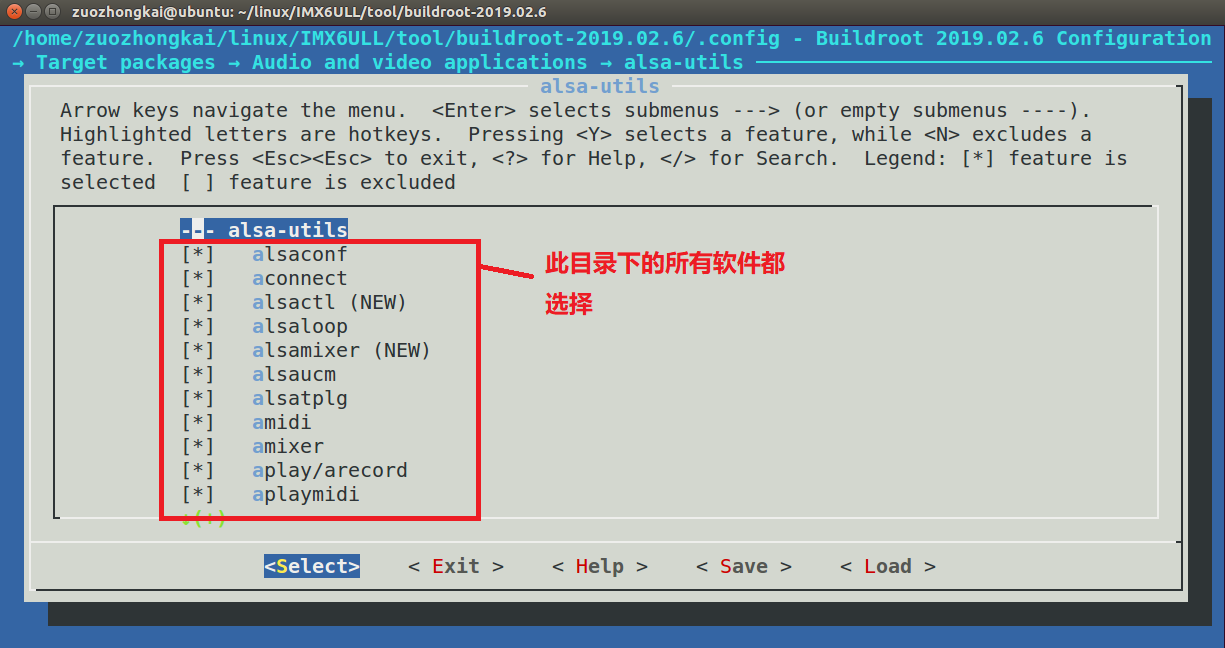 zuozhongkai@ubuntu: ~/linux/IMX6ULL/tool/buildroot-2019.02.6
/home/zuozhongkai/linux/IMX6ULL/tool/buildroot-2019.02.6/.config - Buildroot 2019.02.6 Configuration
→ Target packages → Audio and video applications → alsa-utils
alsa-utils
Arrow keys navigate the menu.  <Enter> selects submenus ---> (or empty submenus ----).
Highlighted letters are hotkeys.  Pressing <Y> selects a feature, while <N> excludes a
feature.  Press <Esc><Esc> to exit, <?> for Help, </> for Search.  Legend: [*] feature is
selected  [ ] feature is excluded
--- alsa-utils
[*]   alsaconf
[*]   aconnect
[*]   alsactl (NEW)
[*]   alsaloop
[*]   alsamixer (NEW)
[*]   alsaucm
[*]   alsatplg
[*]   amidi
[*]   amixer
[*]   aplay/arecord
[*]   aplaymidi
此目录下的所有软件都
选择
<Select>    < Exit >    < Help >    < Save >    < Load >